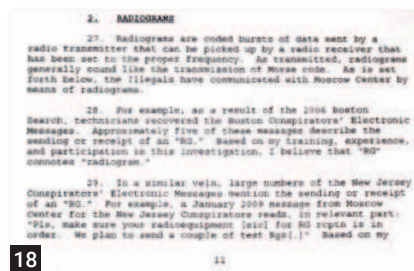 2. RADIOGRAMS
27. Radiograms are coded bursts of data sent by a
radio transmitter that can be picked up by a radio receiver that
has been set to the proper frequency. As transmitted, radiograms
generally sound like the transmission of Morse code. As is set
forth below, the Illegals have communicated with Moscow Center by
means of radiograms.
28. For example, as a result of the 2006 Boston
Search, technicians recovered the Boston Conspirators' Electronic
Messages. Approximately five of these messages describe the
sending or receipt of an "RG." Based on my training, experience,
and participation in this investigation, I believe that "RG"
connotes "radiogram."
29. In a similar vein, large numbers of the New Jersey
Conspirators' Electronic Messages mention the sending or receipt
of an "RG." For example, a January 2009 message from Moscow
Center for the New Jersey Conspirators reads, in relevant part:
"Pls, make sure your radioequipment [sic] for RG rcptn is in
order. We plan to send a couple of test Rgs[.]" Based on my
11
18